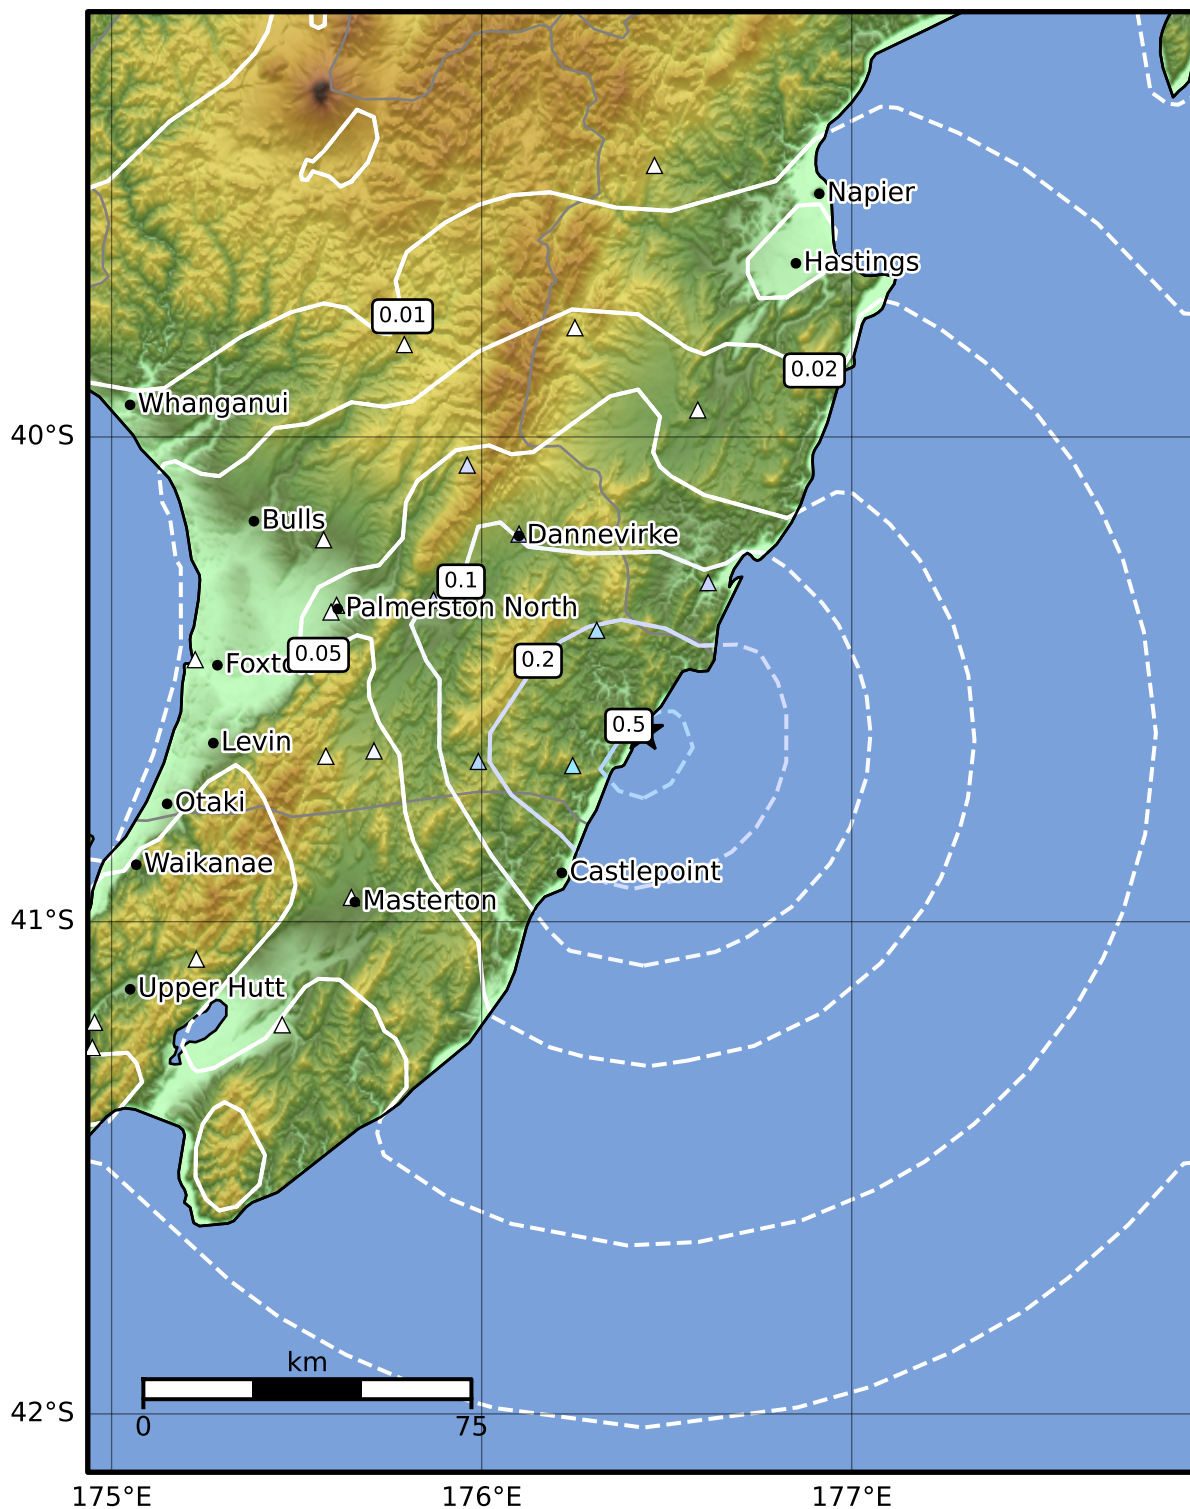 Napier
Hastings
0.01
0.02
Whanganui
40°S
Bulls
Dannevirke
0.1
Palmerston North
0.05
0.2
0.5
Levin
Otaki
Waikanae
Castlepoint
Masterton
41°S
Upper Hutt
km
0 75
42°S
175°E 176°E 177°E